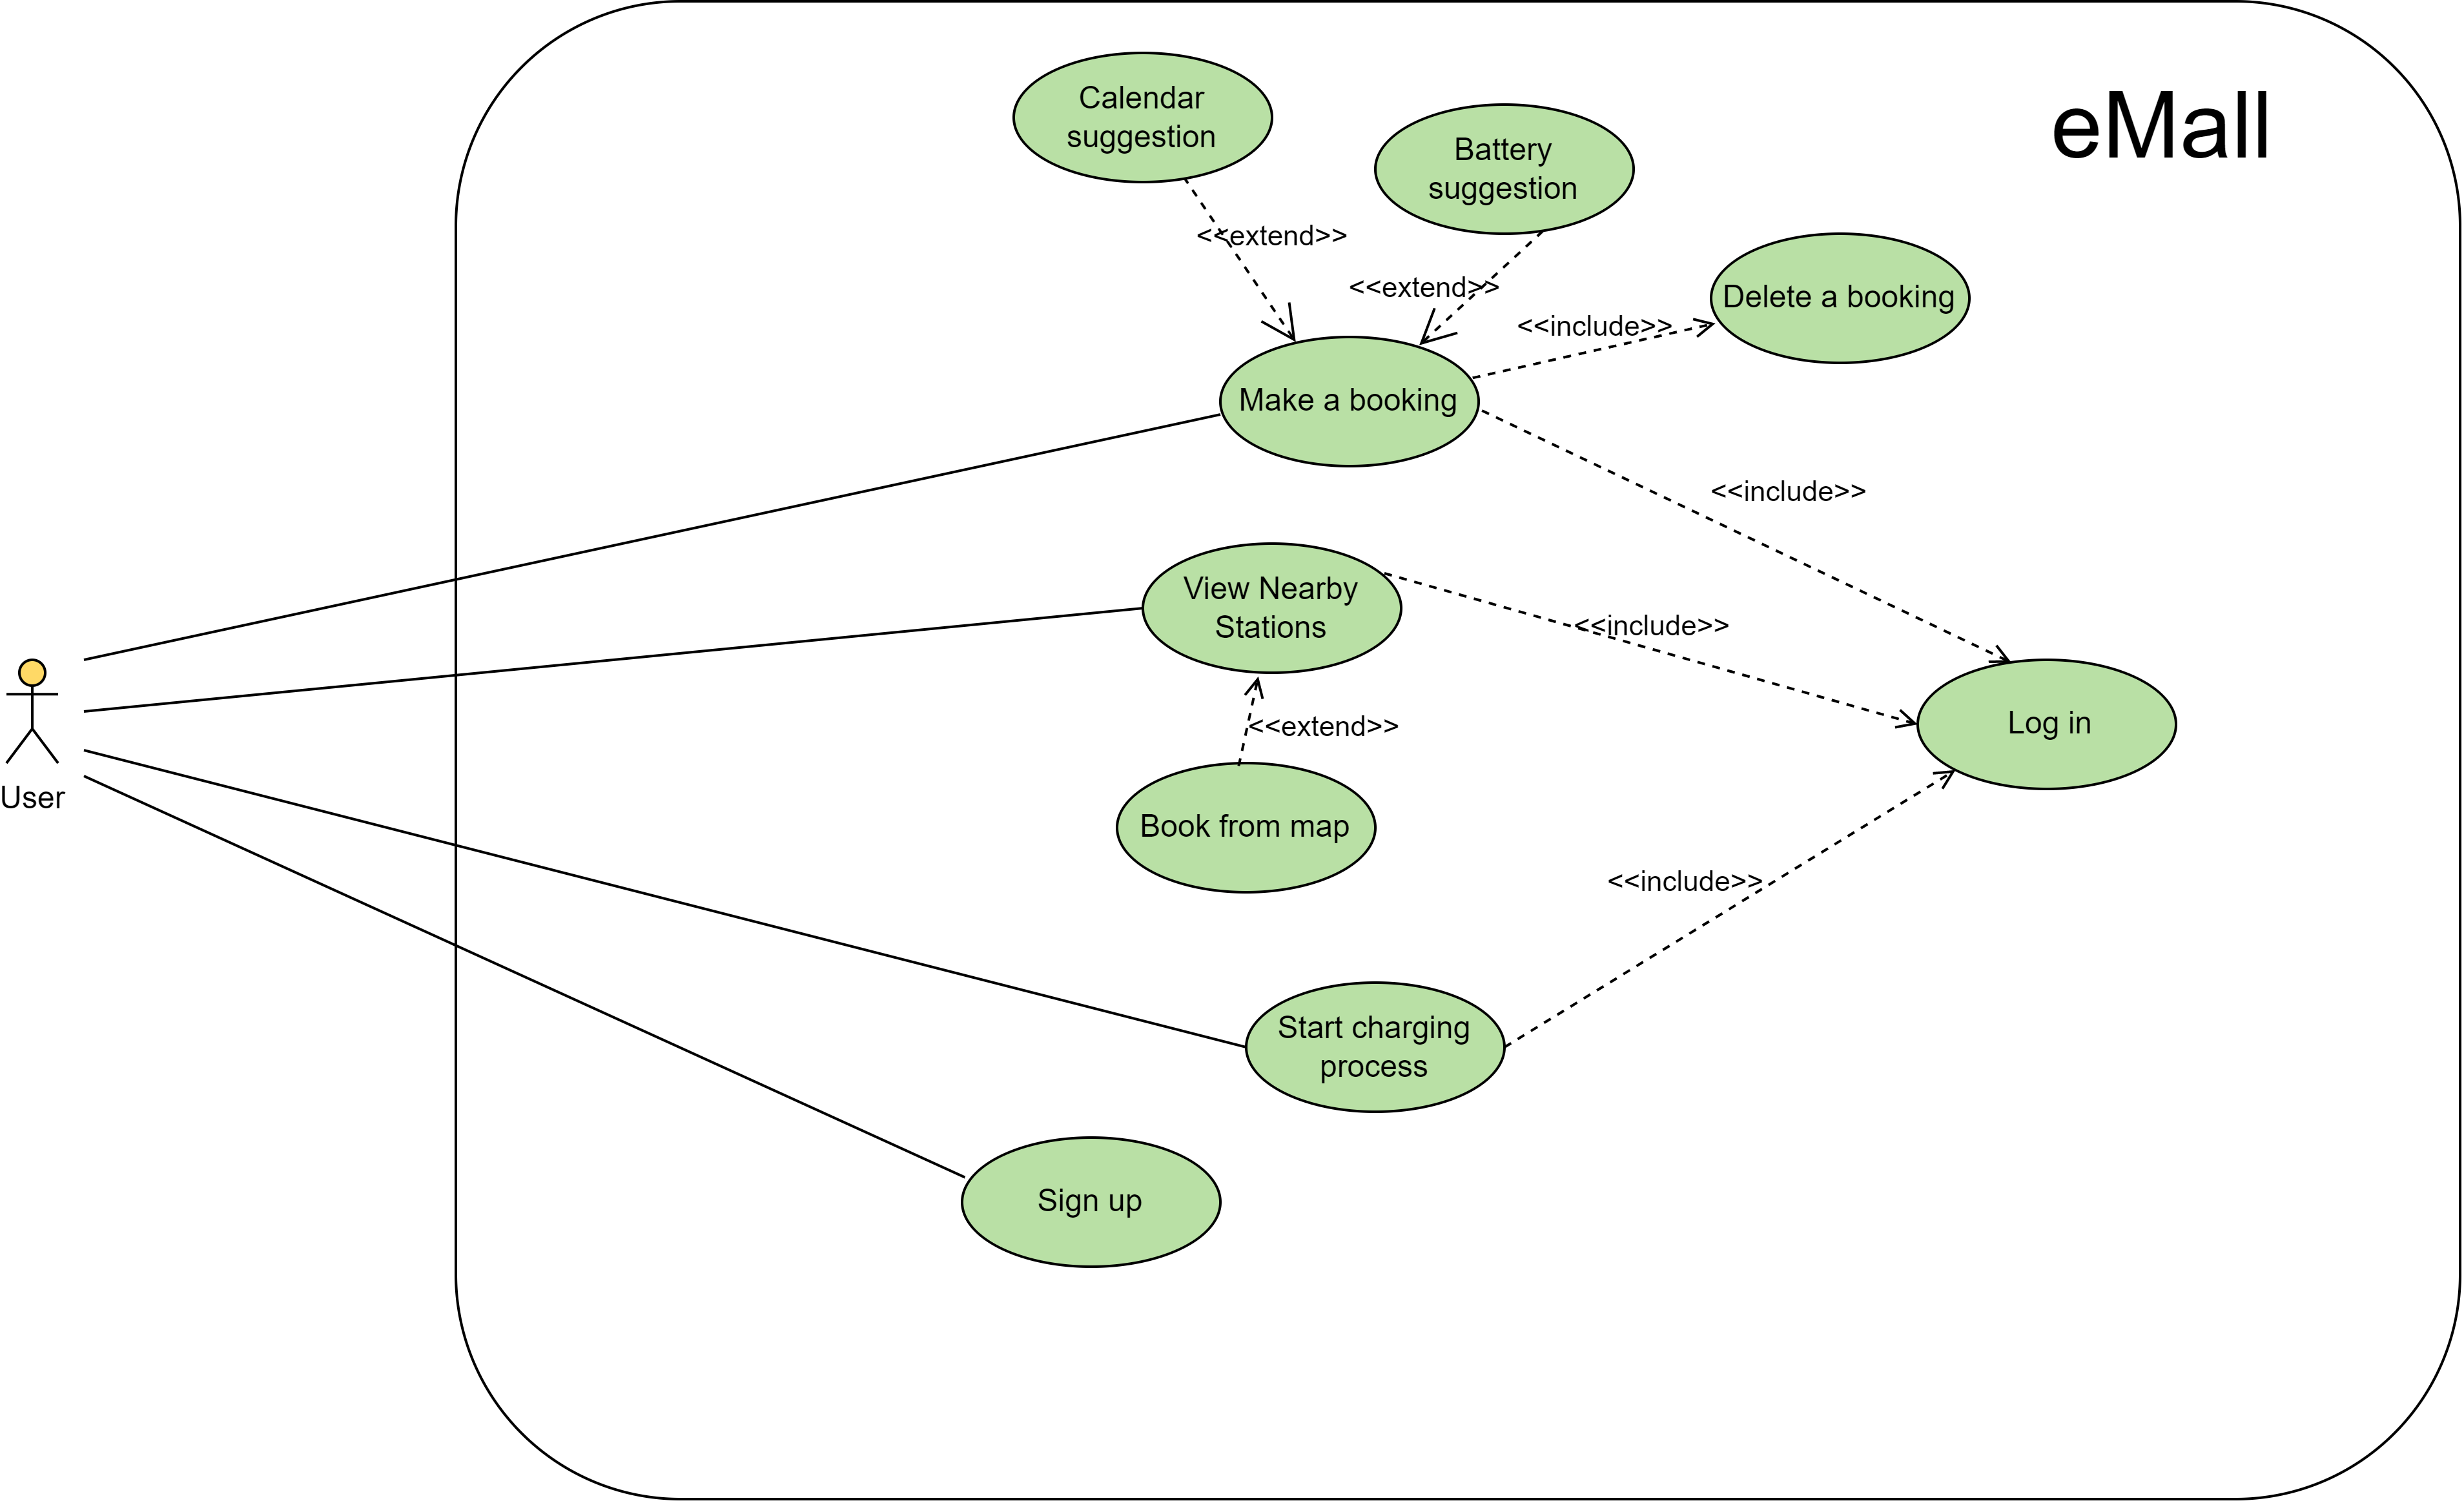 eMall
Calendar
suggestion
Battery
suggestion
<<extend>>
<<extend>>
Delete a booking
<<include>>
Make a booking
<<include>>
View Nearby
Stations
<<include>>
User
<<extend>>
Log in
Book from map
<<include>>
Start charging
process
Sign up